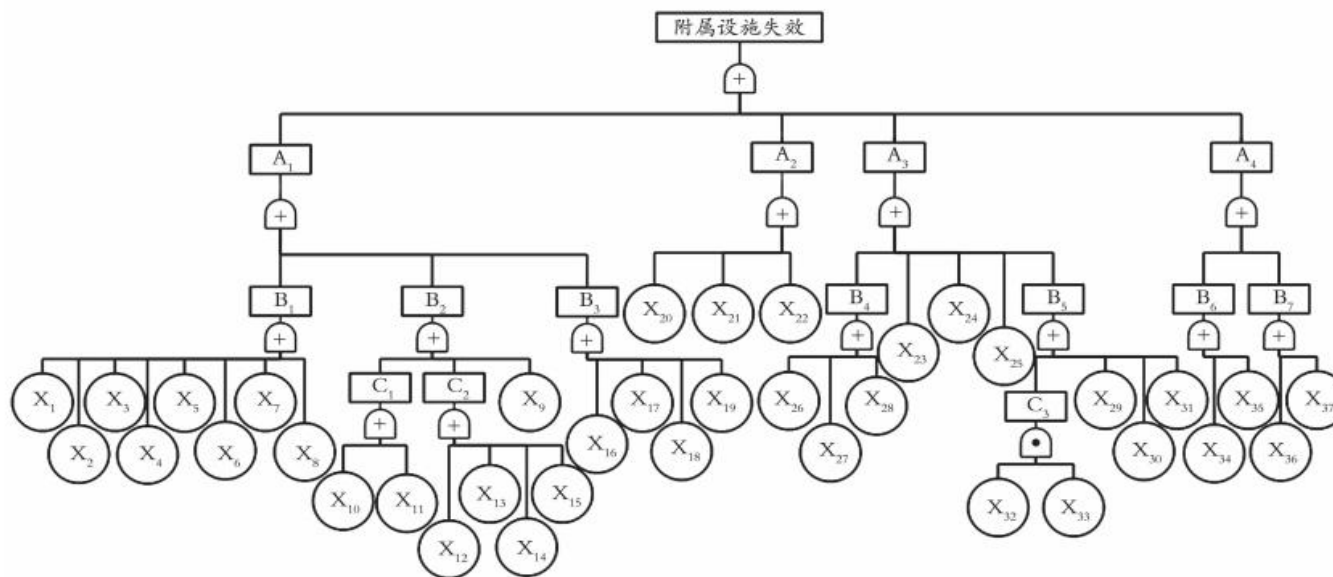 附属设施失效
+
A₁ A₂ A₃ A₄
+ + + +
B₁ B₂ B₃ X₂₀ X₂₁ X₂₂ B₄ X₂₃ X₂₄ X₂₅ B₅ B₆ B₇
+ + + + + + +
X₁ X₂ X₃ X₄ X₅ X₆ X₇ X₈ C₁ C₂ X₉ X₁₆ X₁₇ X₁₈ X₁₉ X₂₆ X₂₇ X₂₈ C₃ X₂₉ X₃₀ X₃₁ X₃₄ X₃₅ X₃₆ X₃₇
+ + •
X₁₀ X₁₁ X₁₂ X₁₃ X₁₄ X₁₅ X₃₂ X₃₃